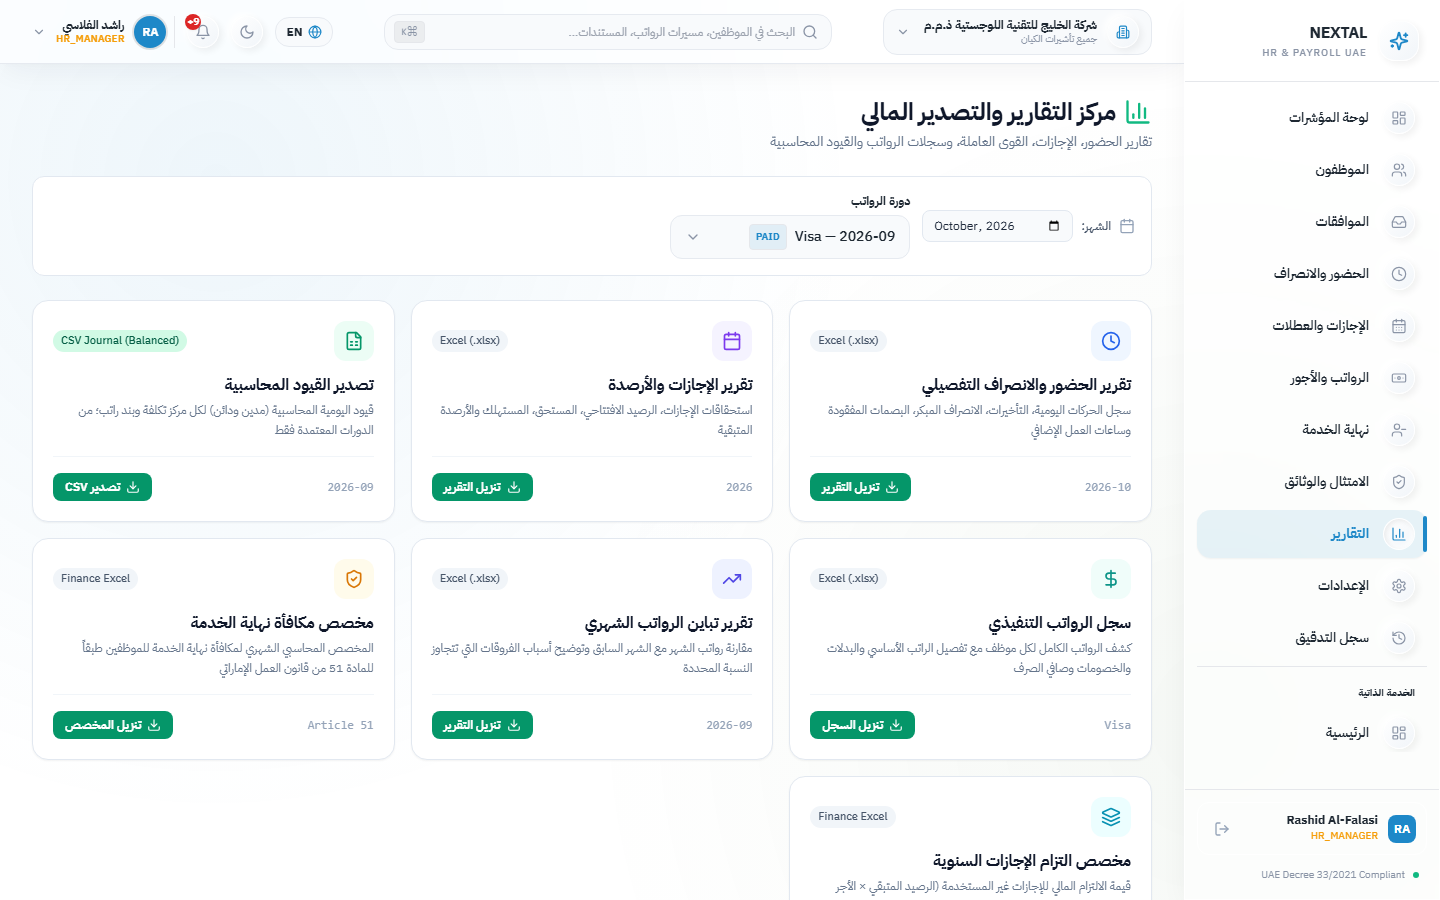 NEXTAL
HR & PAYROLL UAE
لوحة المؤشرات
الموظفون
الموافقات
الحضور والانصراف
الإجازات والعطلات
الرواتب والأجور
نهاية الخدمة
الامتثال والوثائق
التقارير
الإعدادات
سجل التدقيق
الخدمة الذاتية
الرئيسية
Rashid Al-Falasi
HR_MANAGER
RA
UAE Decree 33/2021 Compliant
شركة الخليج للتقنية اللوجستية ذ.م.م
جميع تأشيرات الكيان
البحث في الموظفين، مسيرات الرواتب، المستندات...
⌘K
EN
+9
RA
راشد الفلاسي
HR_MANAGER
مركز التقارير والتصدير المالي
تقارير الحضور، الإجازات، القوى العاملة، وسجلات الرواتب والقيود المحاسبية
الشهر:
October, 2026
دورة الرواتب
Visa — 2026-09
PAID
Excel (.xlsx)
تقرير الحضور والانصراف التفصيلي
سجل الحركات اليومية، التأخيرات، الانصراف المبكر، البصمات المفقودة
وساعات العمل الإضافي
2026-10
تنزيل التقرير
Excel (.xlsx)
تقرير الإجازات والأرصدة
استحقاقات الإجازات، الرصيد الافتتاحي، المستحق، المستهلك والأرصدة
المتبقية
2026
تنزيل التقرير
CSV Journal (Balanced)
تصدير القيود المحاسبية
قيود اليومية المحاسبية (مدين ودائن) لكل مركز تكلفة وبند راتب؛ من
الدورات المعتمدة فقط
2026-09
تصدير CSV
Excel (.xlsx)
سجل الرواتب التنفيذي
كشف الرواتب الكامل لكل موظف مع تفصيل الراتب الأساسي والبدلات
والخصومات وصافي الصرف
Visa
تنزيل السجل
Excel (.xlsx)
تقرير تباين الرواتب الشهري
مقارنة رواتب الشهر مع الشهر السابق وتوضيح أسباب الفروقات التي تتجاوز
النسبة المحددة
2026-09
تنزيل التقرير
Finance Excel
مخصص مكافأة نهاية الخدمة
المخصص المحاسبي الشهري لمكافأة نهاية الخدمة للموظفين طبقاً
للمادة 51 من قانون العمل الإماراتي
Article 51
تنزيل المخصص
Finance Excel
مخصص التزام الإجازات السنوية
قيمة الالتزام المالي للإجازات غير المستخدمة (الرصيد المتبقي × الأجر